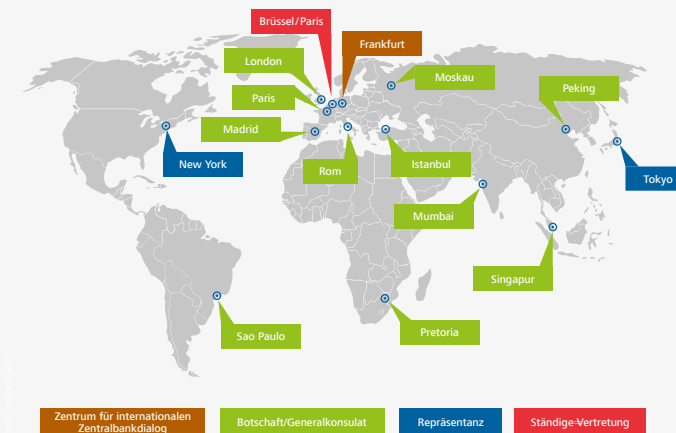 Brüssel/Paris
Frankfurt
London
Moskau
Paris
Peking
Madrid
New York
Rom
Istanbul
Tokyo
Mumbai
Singapur
Sao Paulo
Pretoria
Zentrum für internationalen
Zentralbankdialog
Botschaft/Generalkonsulat
Repräsentanz
Ständige Vertretung